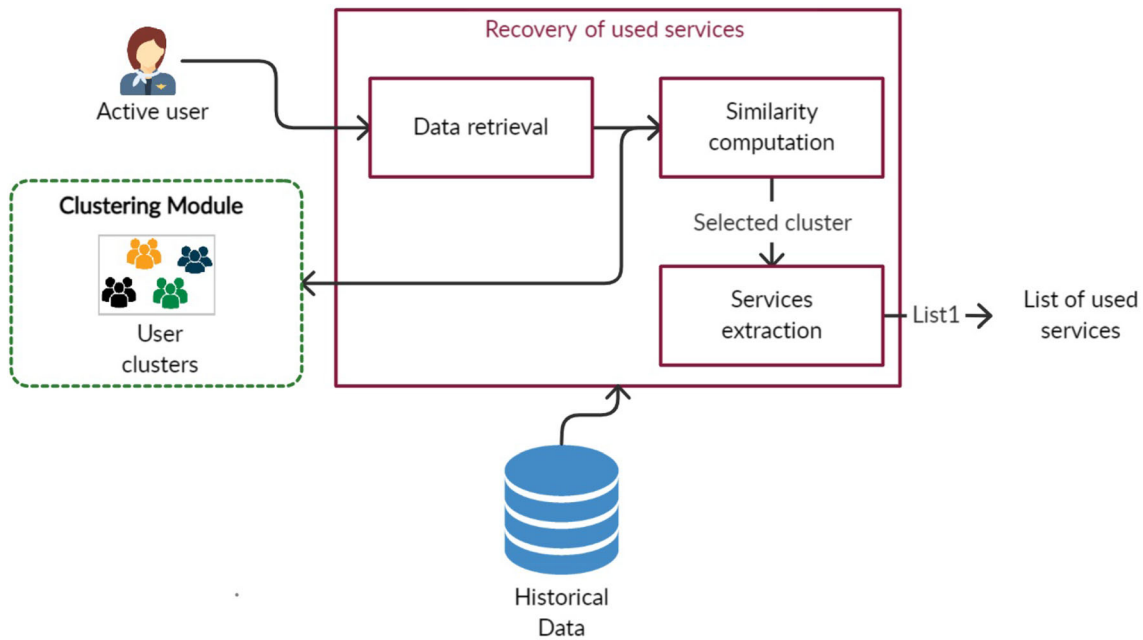 Recovery of used services
Active user
Data retrieval
Similarity
computation
Clustering Module
User
clusters
Selected cluster
Services
extraction
List1
List of used
services
Historical
Data